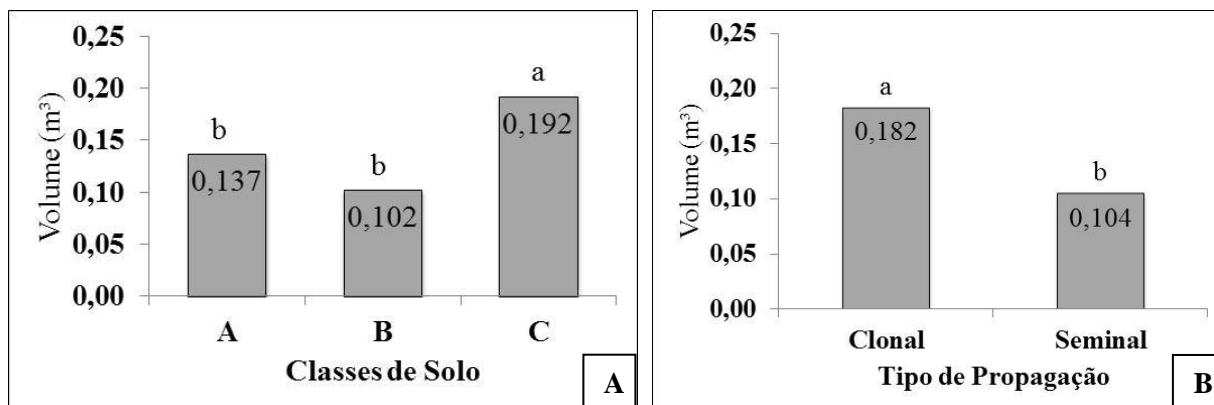 0,25
0,20
0,15
0,10
0,05
0,00
Volume (m³)
b
b
a
0,137
0,102
0,192
A
B
C
Classes de Solo
A
0,25
0,20
0,15
0,10
0,05
0,00
Volume (m³)
a
b
0,182
0,104
Clonal
Seminal
Tipo de Propagação
B